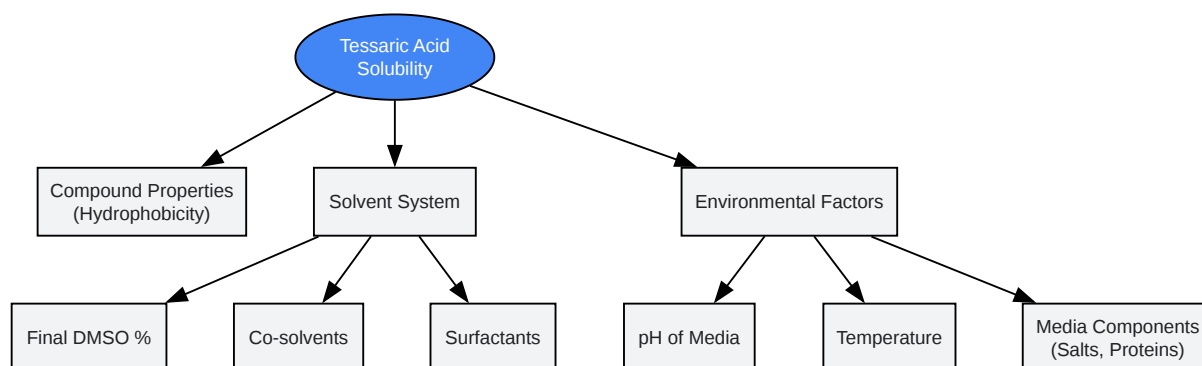 Tessaric Acid
Solubility
Compound Properties
(Hydrophobicity)
Solvent System
Environmental Factors
Final DMSO %
Co-solvents
Surfactants
pH of Media
Temperature
Media Components
(Salts, Proteins)